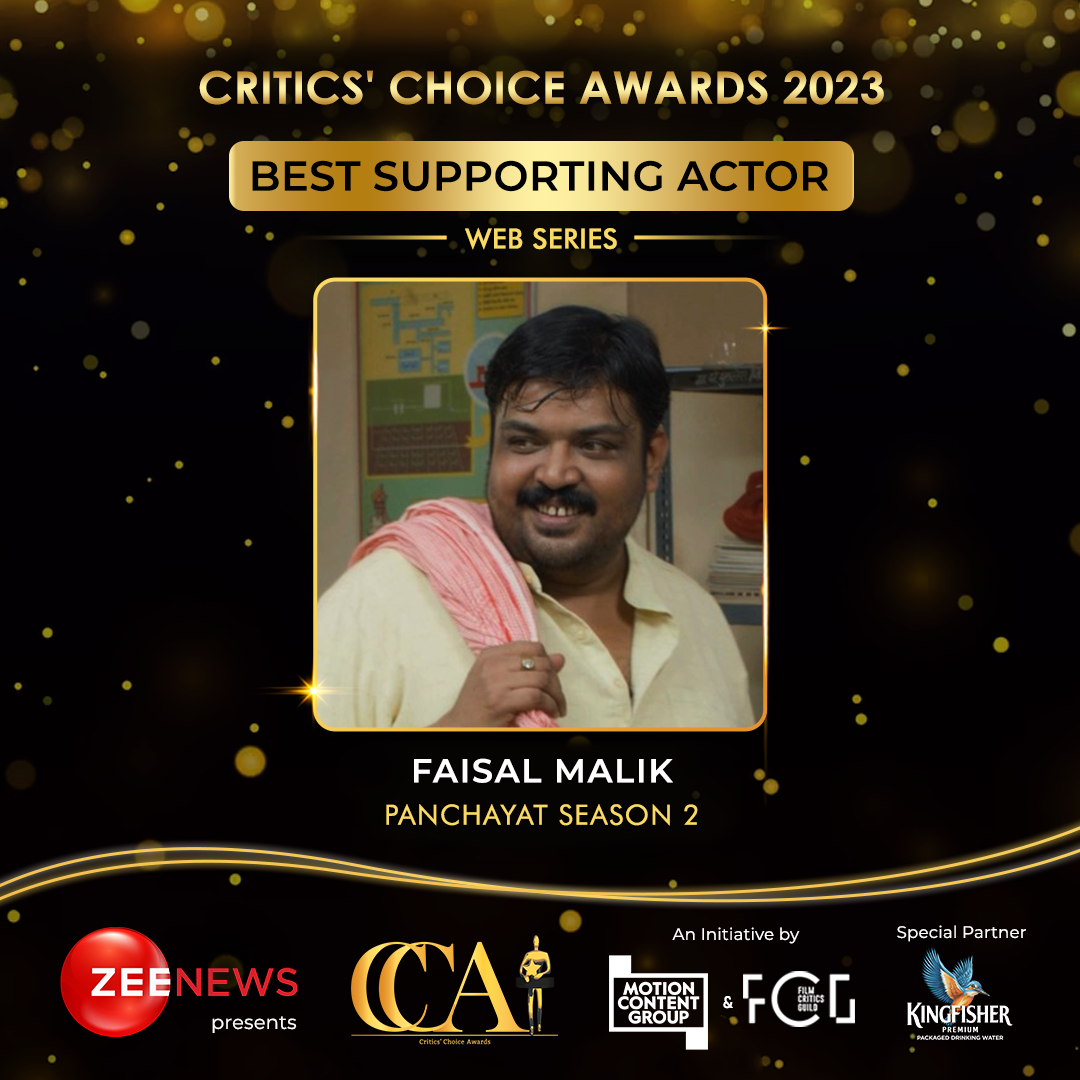 CRITICS' CHOICE AWARDS 2023
BEST SUPPORTING ACTOR
WEB SERIES
FAISAL MALIK
PANCHAYAT SEASON 2
ZEENEWS
presents
CCA
Critics' Choice Awards
An Initiative by
MOTION
CONTENT
GROUP
&
FCG
FILM
CRITICS
GUILD
Special Partner
KINGFISHER
PREMIUM
PACKAGED DRINKING WATER